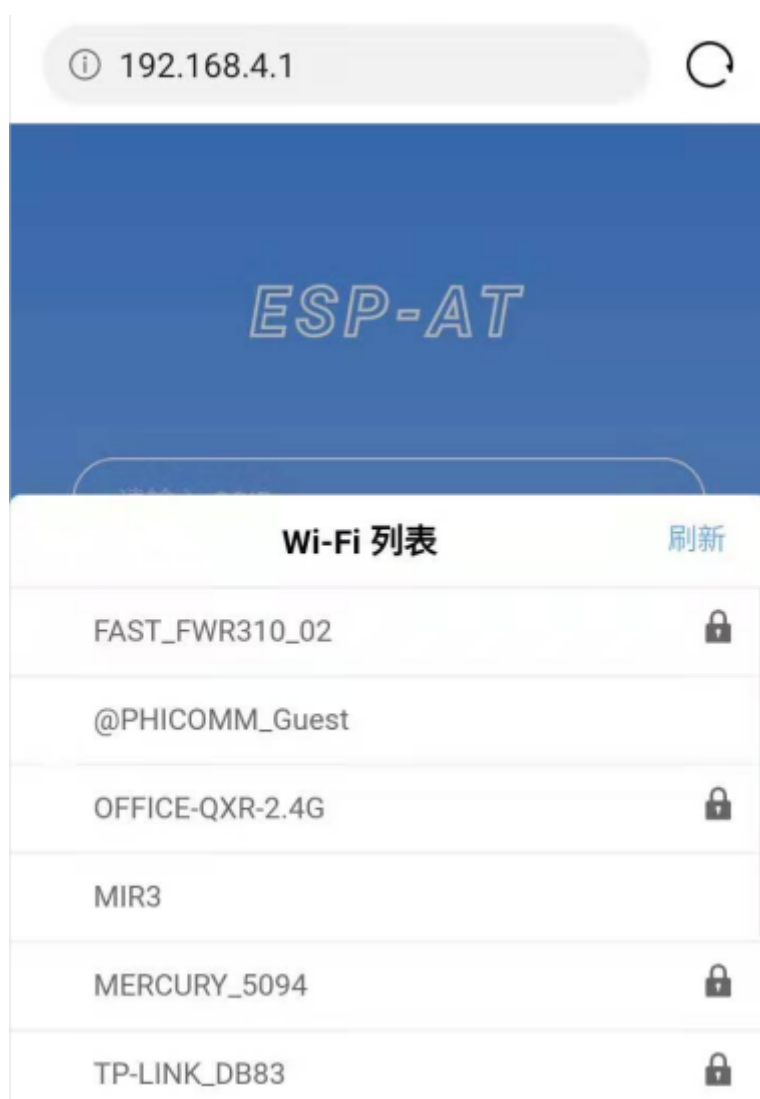 192.168.4.1
ESP-AT
Wi-Fi 列表
刷新
FAST_FWR310_02
@PHICOMM_Guest
OFFICE-QXR-2.4G
MIR3
MERCURY_5094
TP-LINK_DB83